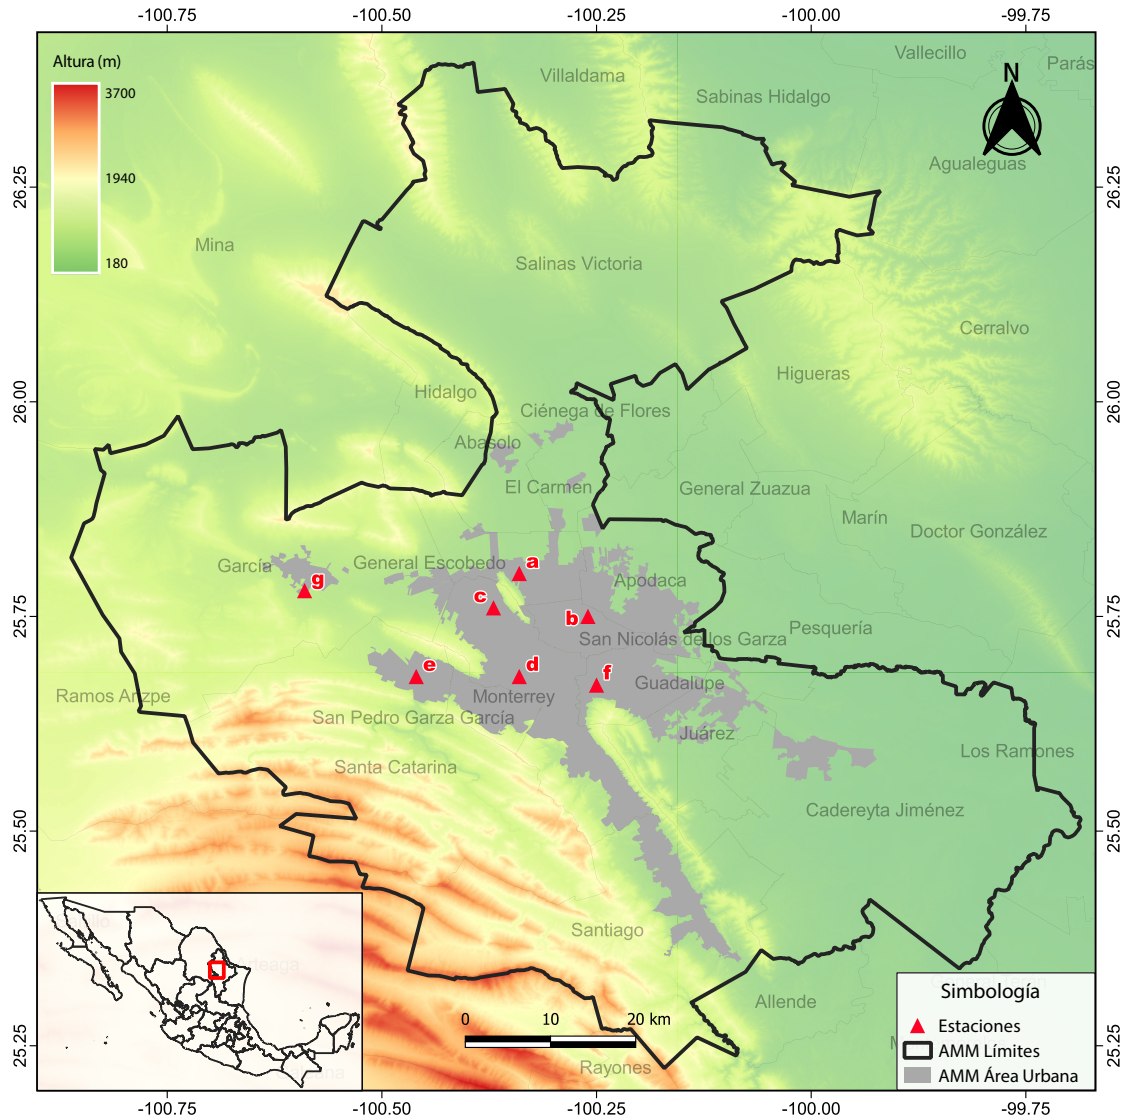 -100.75
-100.50
-100.25
-100.00
-99.75
Altura (m)
3700
1940
180
N
Vallecillo
Parás
Villaldama
Sabinas Hidalgo
Agualeguas
26.25
26.25
Mina
Salinas Victoria
Cerralvo
Higueras
Hidalgo
26.00
26.00
Ciénega de Flores
Abasolo
El Carmen
General Zuazua
Marín
Doctor González
García
General Escobedo
a
g
Apodaca
c
b
25.75
25.75
San Nicolás de los Garza
Pesquería
e
d
f
Guadalupe
Ramos Arizpe
Monterrey
San Pedro Garza García
Juárez
Los Ramones
Santa Catarina
Cadereyta Jiménez
25.50
25.50
Santiago
Arteaga
Allende
Simbología
Estaciones
AMM Límites
AMM Área Urbana
0
10
20 km
Rayones
25.25
25.25
-100.75
-100.50
-100.25
-100.00
-99.75